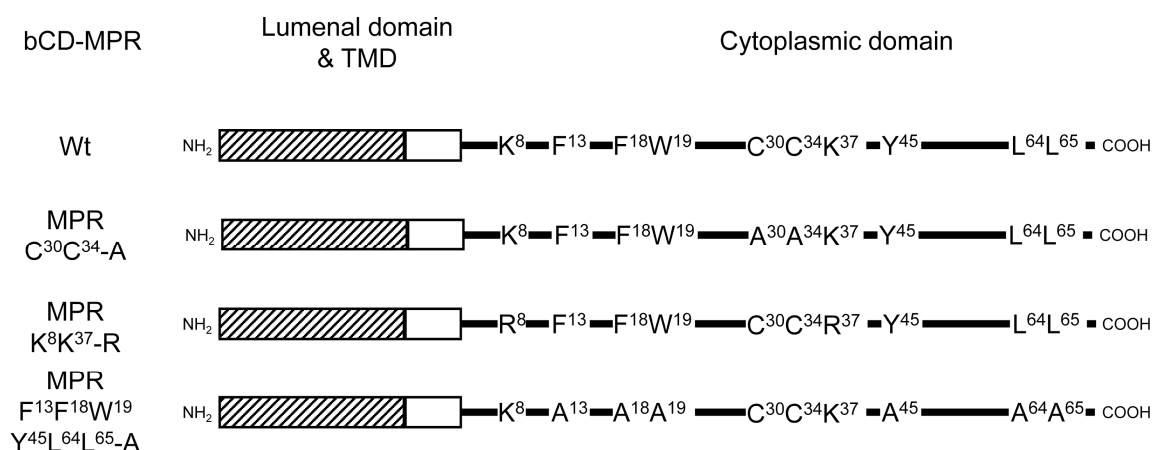 bCD-MPR
Lumenal domain
& TMD
Cytoplasmic domain
Wt
NH₂ K⁸ F¹³ F¹⁸W¹⁹ C³⁰C³⁴K³⁷ Y⁴⁵ L⁶⁴L⁶⁵ COOH
MPR
C³⁰C³⁴-A
NH₂ K⁸ F¹³ F¹⁸W¹⁹ A³⁰A³⁴K³⁷ Y⁴⁵ L⁶⁴L⁶⁵ COOH
MPR
K⁸K³⁷-R
NH₂ R⁸ F¹³ F¹⁸W¹⁹ C³⁰C³⁴R³⁷ Y⁴⁵ L⁶⁴L⁶⁵ COOH
MPR
F¹³F¹⁸W¹⁹
Y⁴⁵L⁶⁴L⁶⁵-A
NH₂ K⁸ A¹³ A¹⁸A¹⁹ C³⁰C³⁴K³⁷ A⁴⁵ A⁶⁴A⁶⁵ COOH